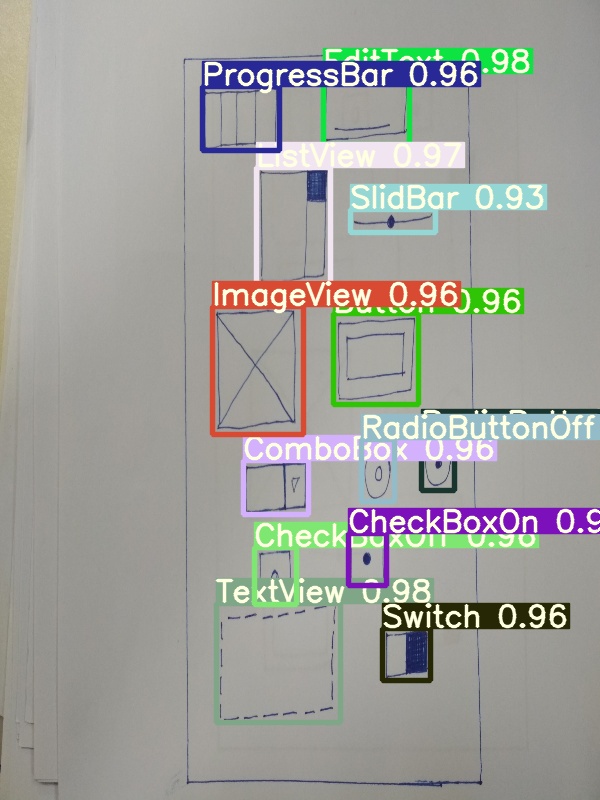 EditText 0.98
ProgressBar 0.96
ListView 0.97
SlidBar 0.93
ImageView 0.96
Button 0.96
RadioButtonOff
ComboBox 0.96
CheckBoxOn 0.9
0.96
TextView 0.98
Switch 0.96